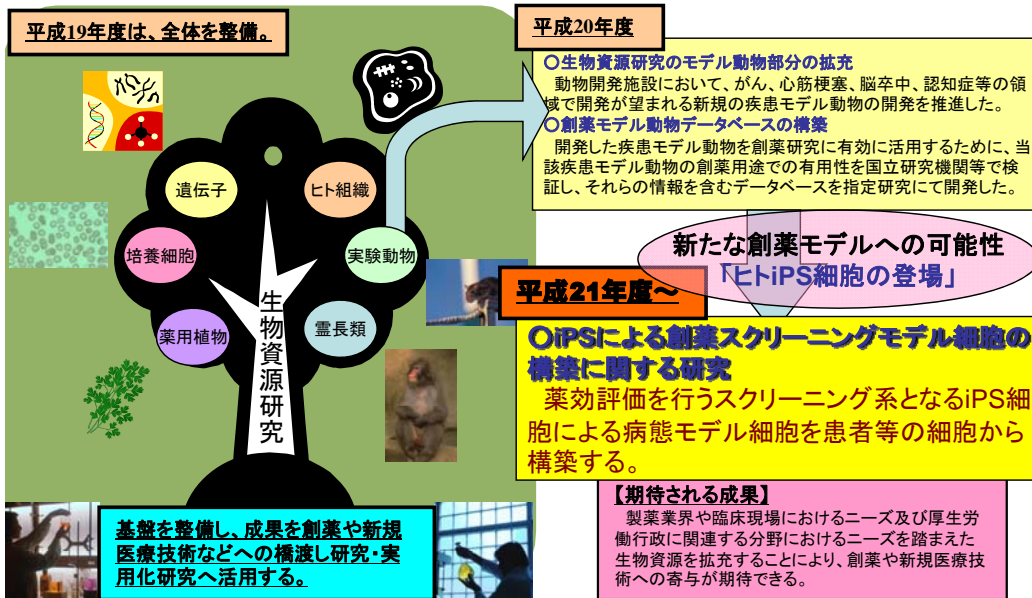 平成19年度は、全体を整備。
遺伝子
ヒト組織
培養細胞
実験動物
薬用植物
霊長類
生物資源研究
基盤を整備し、成果を創薬や新規
医療技術などへの橋渡し研究・実
用化研究へ活用する。
平成20年度
○生物資源研究のモデル動物部分の拡充
動物開発施設において、がん、心筋梗塞、脳卒中、認知症等の領
域で開発が望まれる新規の疾患モデル動物の開発を推進した。
○創薬モデル動物データベースの構築
開発した疾患モデル動物を創薬研究に有効に活用するために、当
該疾患モデル動物の創薬用途での有用性を国立研究機関等で検
証し、それらの情報を含むデータベースを指定研究にて開発した。
新たな創薬モデルへの可能性
「ヒトiPS細胞の登場」
平成21年度～
○iPSによる創薬スクリーニングモデル細胞の
構築に関する研究
薬効評価を行うスクリーニング系となるiPS細
胞による病態モデル細胞を患者等の細胞から
構築する。
【期待される成果】
製薬業界や臨床現場におけるニーズ及び厚生労
働行政に関連する分野におけるニーズを踏まえた
生物資源を拡充することにより、創薬や新規医療技
術への寄与が期待できる。